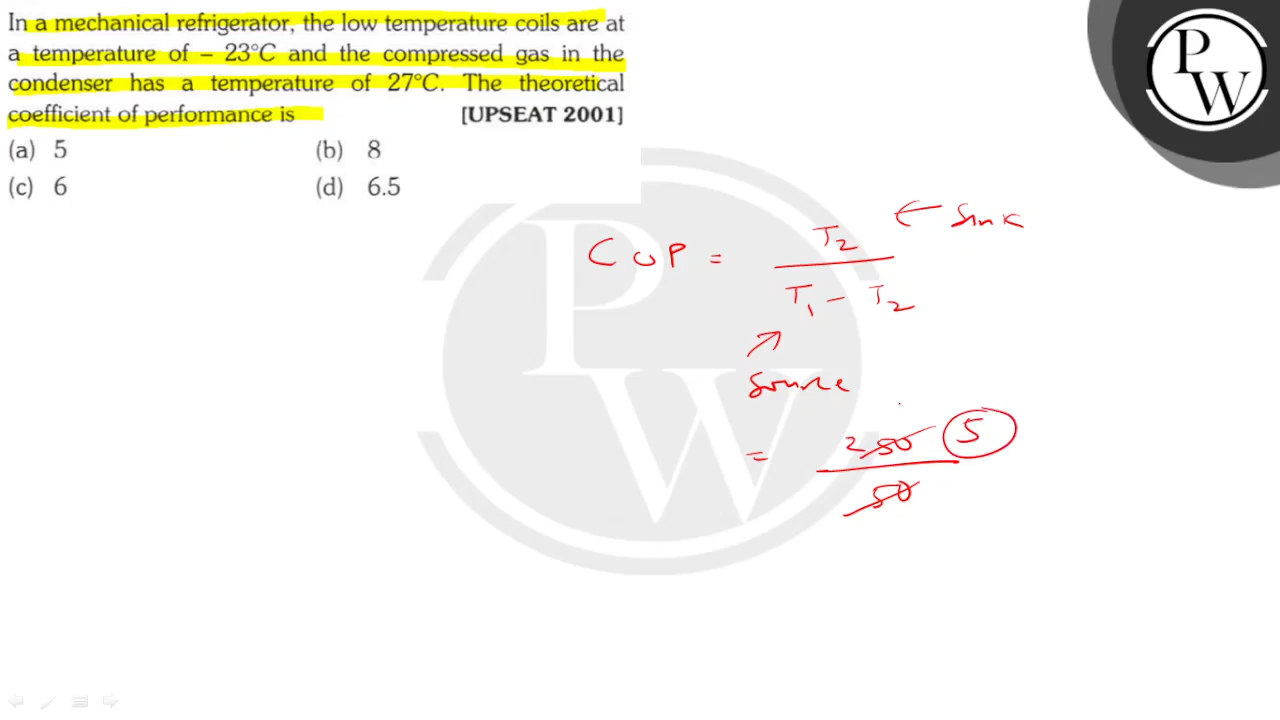 In a mechanical refrigerator, the low temperature coils are at
a temperature of – 23°C and the compressed gas in the
condenser has a temperature of 27°C. The theoretical
coefficient of performance is [UPSEAT 2001]
(a) 5 (b) 8
(c) 6 (d) 6.5
P
W
P
W
← sink
T₂
COP =
T₁ – T₂
source
= 250 5
50